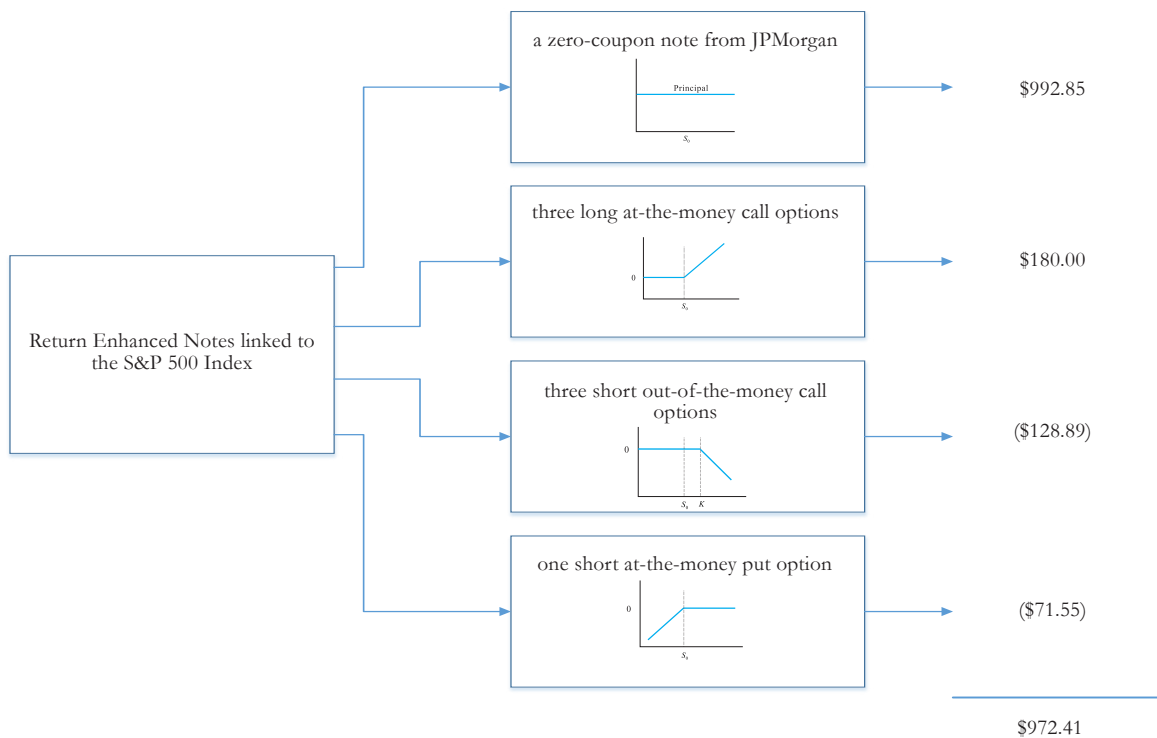 Return Enhanced Notes linked to
the S&P 500 Index
a zero-coupon note from JPMorgan
Principal
S₀
$992.85
three long at-the-money call options
0
S₀
$180.00
three short out-of-the-money call
options
0
S₀ K
($128.89)
one short at-the-money put option
0
S₀
($71.55)
$972.41